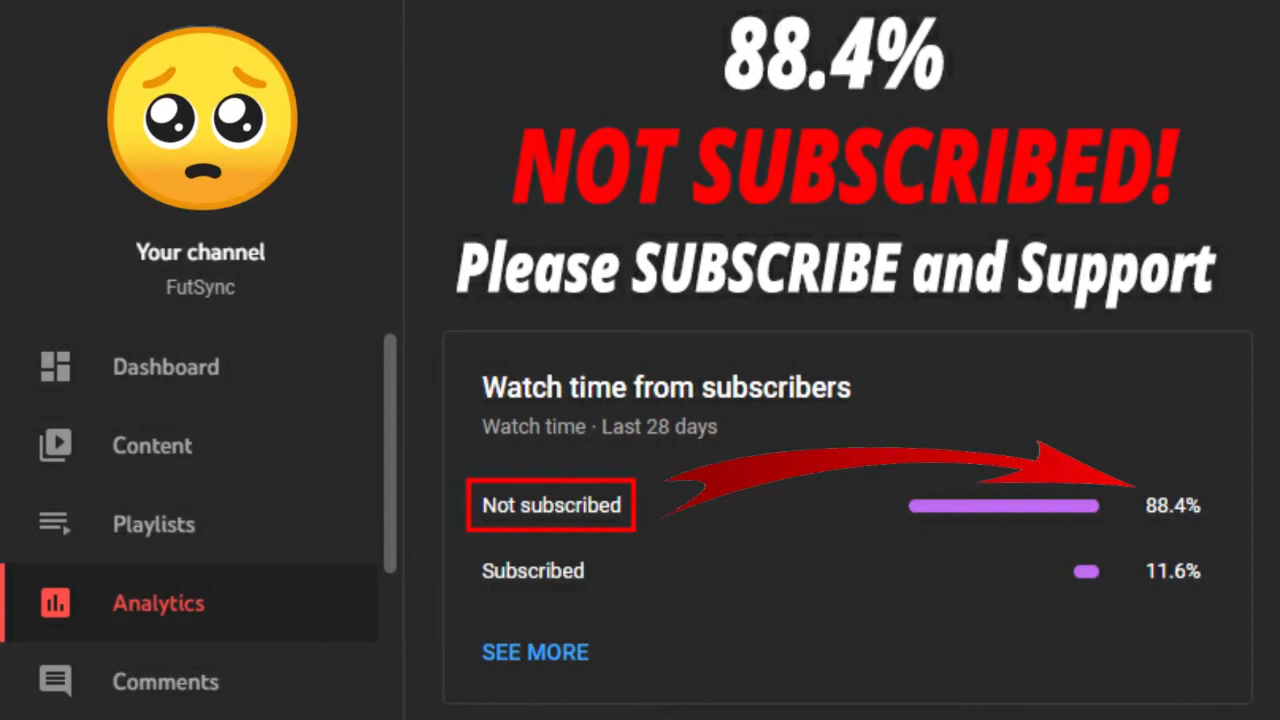 88.4%
NOT SUBSCRIBED!
Please SUBSCRIBE and Support
Your channel
FutSync
Dashboard
Content
Playlists
Analytics
Comments
Watch time from subscribers
Watch time · Last 28 days
Not subscribed 88.4%
Subscribed 11.6%
SEE MORE